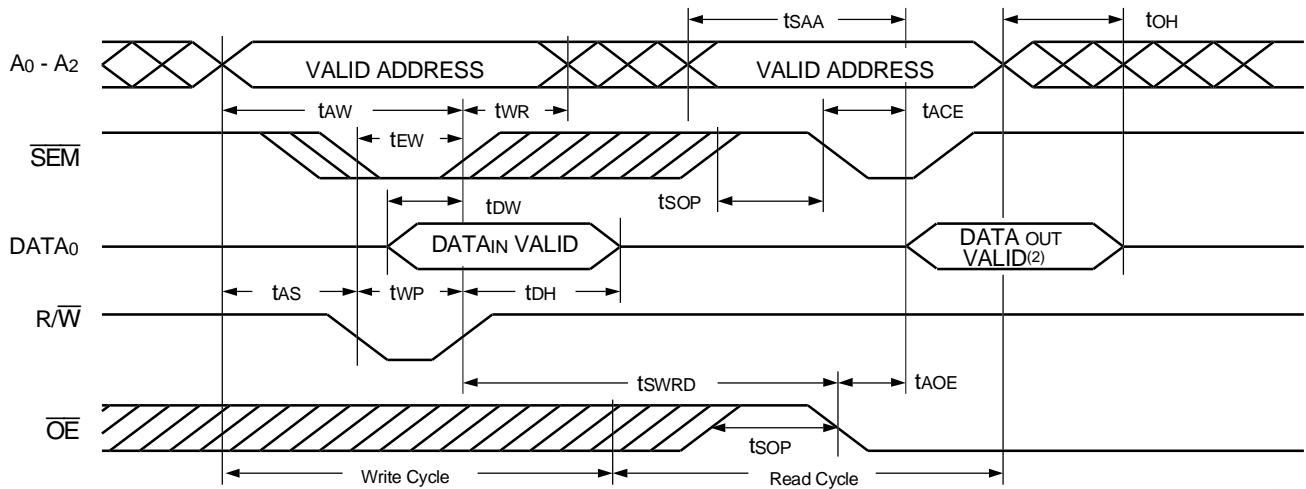 tSAA
tOH
A0 - A2
VALID ADDRESS
VALID ADDRESS
tAW
tWR
tACE
tEW
SEM
tSOP
tDW
DATA0
DATAIN VALID
DATA OUT
VALID(2)
tAS
tWP
tDH
R/W
tSWRD
tAOE
OE
tSOP
Write Cycle
Read Cycle